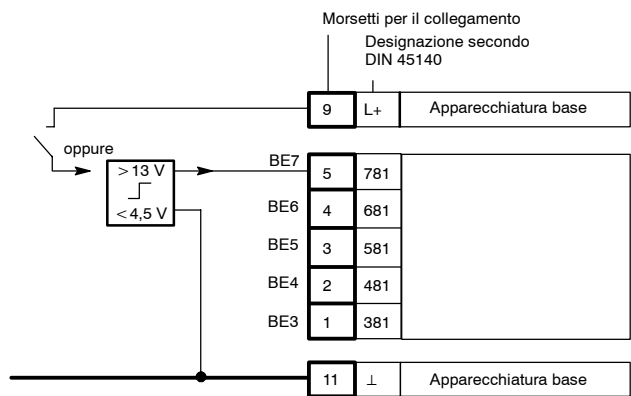 Morsetti per il collegamento
Designazione secondo
DIN 45140
9 L+ Apparecchiatura base
oppure
>13 V
<4,5 V
BE7 5 781
BE6 4 681
BE5 3 581
BE4 2 481
BE3 1 381
11 ⊥ Apparecchiatura base